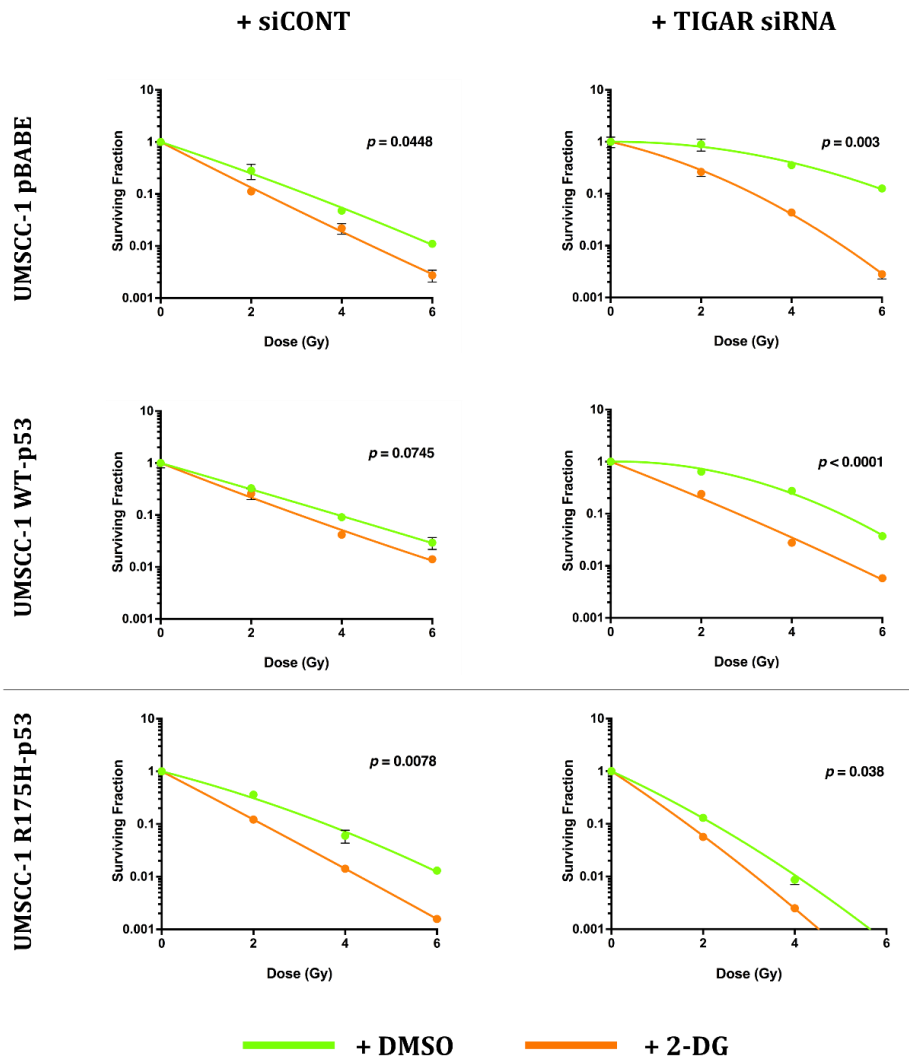 + siCONT
+ TIGAR siRNA
UMSCC-1 pBABE
Surviving Fraction
10
1
0.1
0.01
0.001
0
2
4
6
Dose (Gy)
p = 0.0448
Surviving Fraction
10
1
0.1
0.01
0.001
0
2
4
6
Dose (Gy)
p = 0.003
UMSCC-1 WT-p53
Surviving Fraction
10
1
0.1
0.01
0.001
0
2
4
6
Dose (Gy)
p = 0.0745
Surviving Fraction
10
1
0.1
0.01
0.001
0
2
4
6
Dose (Gy)
p < 0.0001
UMSCC-1 R175H-p53
Surviving Fraction
10
1
0.1
0.01
0.001
0
2
4
6
Dose (Gy)
p = 0.0078
Surviving Fraction
10
1
0.1
0.01
0.001
0
2
4
6
Dose (Gy)
p = 0.038
+ DMSO
+ 2-DG